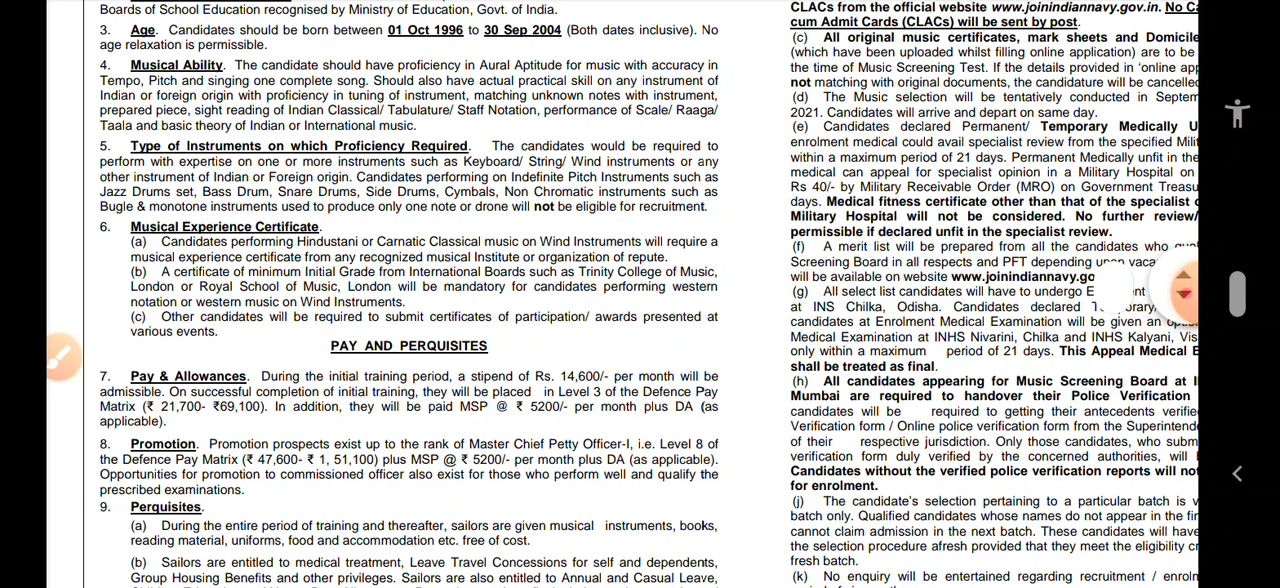 Boards of School Education recognised by Ministry of Education, Govt. of India.
3. Age. Candidates should be born between 01 Oct 1996 to 30 Sep 2004 (Both dates inclusive). No
age relaxation is permissible.
4. Musical Ability. The candidate should have proficiency in Aural Aptitude for music with accuracy in
Tempo, Pitch and singing one complete song. Should also have actual practical skill on any instrument of
Indian or foreign origin with proficiency in tuning of instrument, matching unknown notes with instrument,
prepared piece, sight reading of Indian Classical/ Tabulature/ Staff Notation, performance of Scale/ Raaga/
Taala and basic theory of Indian or International music.
5. Type of Instruments on which Proficiency Required. The candidates would be required to
perform with expertise on one or more instruments such as Keyboard/ String/ Wind instruments or any
other instrument of Indian or Foreign origin. Candidates performing on Indefinite Pitch Instruments such as
Jazz Drums set, Bass Drum, Snare Drums, Side Drums, Cymbals, Non Chromatic instruments such as
Bugle & monotone instruments used to produce only one note or drone will not be eligible for recruitment.
6. Musical Experience Certificate.
(a) Candidates performing Hindustani or Carnatic Classical music on Wind Instruments will require a
musical experience certificate from any recognized musical Institute or organization of repute.
(b) A certificate of minimum Initial Grade from International Boards such as Trinity College of Music,
London or Royal School of Music, London will be mandatory for candidates performing western
notation or western music on Wind Instruments.
(c) Other candidates will be required to submit certificates of participation/ awards presented at
various events.
PAY AND PERQUISITES
7. Pay & Allowances. During the initial training period, a stipend of Rs. 14,600/- per month will be
admissible. On successful completion of initial training, they will be placed in Level 3 of the Defence Pay
Matrix (₹ 21,700- ₹69,100). In addition, they will be paid MSP @ ₹ 5200/- per month plus DA (as
applicable).
8. Promotion. Promotion prospects exist up to the rank of Master Chief Petty Officer-I, i.e. Level 8 of
the Defence Pay Matrix (₹ 47,600- ₹ 1, 51,100) plus MSP @ ₹ 5200/- per month plus DA (as applicable).
Opportunities for promotion to commissioned officer also exist for those who perform well and qualify the
prescribed examinations.
9. Perquisites.
(a) During the entire period of training and thereafter, sailors are given musical instruments, books,
reading material, uniforms, food and accommodation etc. free of cost.
(b) Sailors are entitled to medical treatment, Leave Travel Concessions for self and dependents,
Group Housing Benefits and other privileges. Sailors are also entitled to Annual and Casual Leave,
CLACs from the official website www.joinindiannavy.gov.in. No Ca
cum Admit Cards (CLACs) will be sent by post.
(c) All original music certificates, mark sheets and Domicile
(which have been uploaded whilst filling online application) are to be
the time of Music Screening Test. If the details provided in 'online app
not matching with original documents, the candidature will be cancelled
(d) The Music selection will be tentatively conducted in Septem
2021. Candidates will arrive and depart on same day.
(e) Candidates declared Permanent/ Temporary Medically U
enrolment medical could avail specialist review from the specified Mili
within a maximum period of 21 days. Permanent Medically unfit in the
medical can appeal for specialist opinion in a Military Hospital on
Rs 40/- by Military Receivable Order (MRO) on Government Treasu
days. Medical fitness certificate other than that of the specialist
Military Hospital will not be considered. No further review/
permissible if declared unfit in the specialist review.
(f) A merit list will be prepared from all the candidates who
Screening Board in all respects and PFT depending upon vaca
will be available on website www.joinindiannavy.go
(g) All select list candidates will have to undergo E nt
at INS Chilka, Odisha. Candidates declared orary
candidates at Enrolment Medical Examination will be given an
Medical Examination at INHS Nivarini, Chilka and INHS Kalyani, Vis
only within a maximum period of 21 days. This Appeal Medical E
shall be treated as final.
(h) All candidates appearing for Music Screening Board at I
Mumbai are required to handover their Police Verification
candidates will be required to getting their antecedents verifie
Verification form / Online police verification form from the Superintende
of their respective jurisdiction. Only those candidates, who subm
verification form duly verified by the concerned authorities, will
Candidates without the verified police verification reports will not
for enrolment.
(j) The candidate's selection pertaining to a particular batch is v
batch only. Qualified candidates whose names do not appear in the fin
cannot claim admission in the next batch. These candidates will have
the selection procedure afresh provided that they meet the eligibility cr
fresh batch.
(k) No enquiry will be entertained regarding recruitment / enrolm